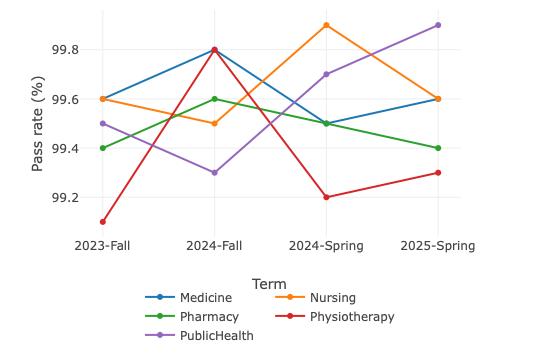 99.8
99.6
99.4
99.2
Pass rate (%)
2023-Fall
2024-Fall
2024-Spring
2025-Spring
Term
Medicine
Nursing
Pharmacy
Physiotherapy
PublicHealth